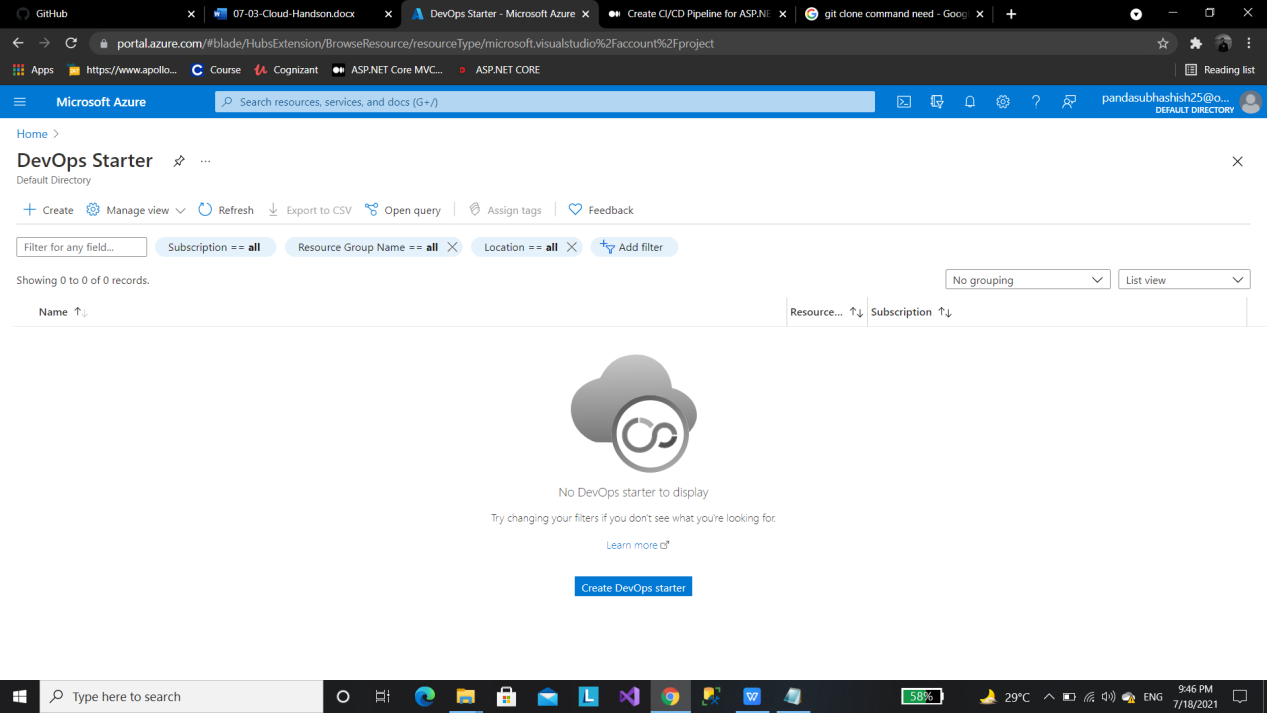 GitHub
07-03-Cloud-Handson.docx
DevOps Starter - Microsoft Azure
Create CI/CD Pipeline for ASP.NE
git clone command need - Goog
portal.azure.com/#blade/HubsExtension/BrowseResource/resourceType/microsoft.visualstudio%2Faccount%2Fproject
Apps
https://www.apollo...
Course
Cognizant
ASP.NET Core MVC...
ASP.NET CORE
Reading list
Microsoft Azure
Search resources, services, and docs (G+/)
pandasubhashish25@o...
DEFAULT DIRECTORY
Home
DevOps Starter
Default Directory
Create
Manage view
Refresh
Export to CSV
Open query
Assign tags
Feedback
Filter for any field...
Subscription == all
Resource Group Name == all
Location == all
Add filter
Showing 0 to 0 of 0 records.
No grouping
List view
Name
Resource...
Subscription
No DevOps starter to display
Try changing your filters if you don't see what you're looking for.
Learn more
Create DevOps starter
Type here to search
58%
29°C
ENG
9:46 PM
7/18/2021